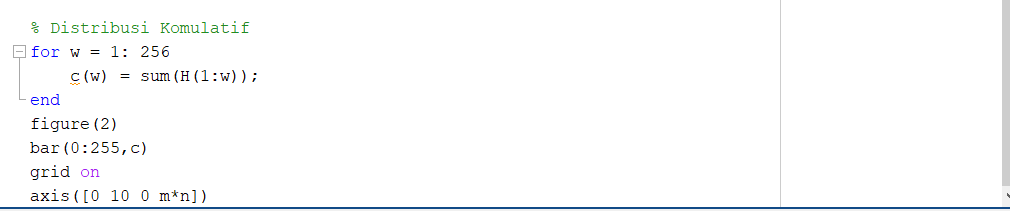 % Distribusi Komulatif
for w = 1: 256
c(w) = sum(H(1:w));
end
figure(2)
bar(0:255,c)
grid on
axis([0 10 0 m*n])